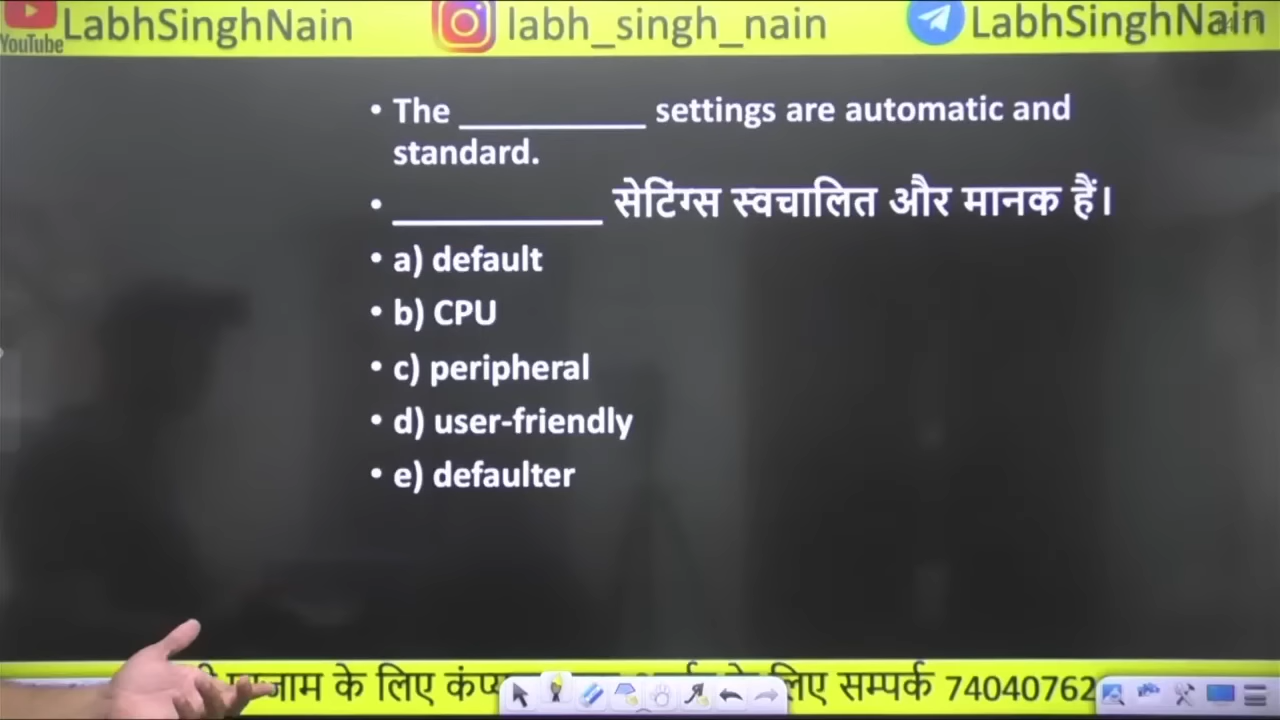 YouTube LabhSinghNain labh_singh_nain LabhSinghNain
• The __________ settings are automatic and
standard.
• ___________ सेटिंग्स स्वचालित और मानक हैं।
• a) default
• b) CPU
• c) peripheral
• d) user-friendly
• e) defaulter
के लिए लिए सम्पर्क 74040762